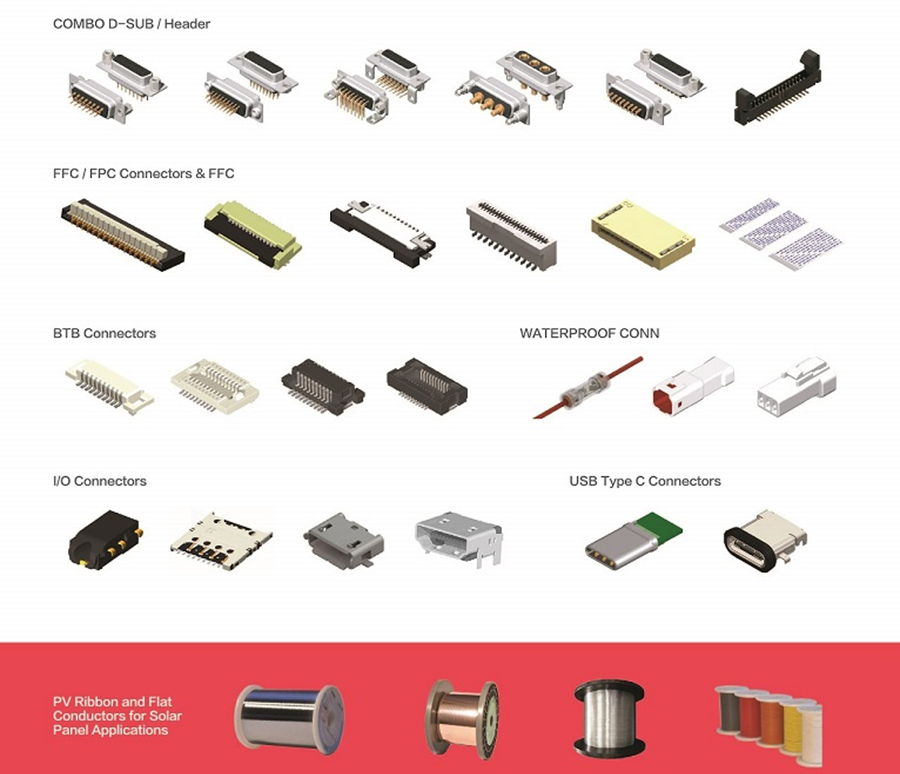 COMBO D-SUB / Header
FFC / FPC Connectors & FFC
BTB Connectors
WATERPROOF CONN
I/O Connectors
USB Type C Connectors
PV Ribbon and Flat
Conductors for Solar
Panel Applications